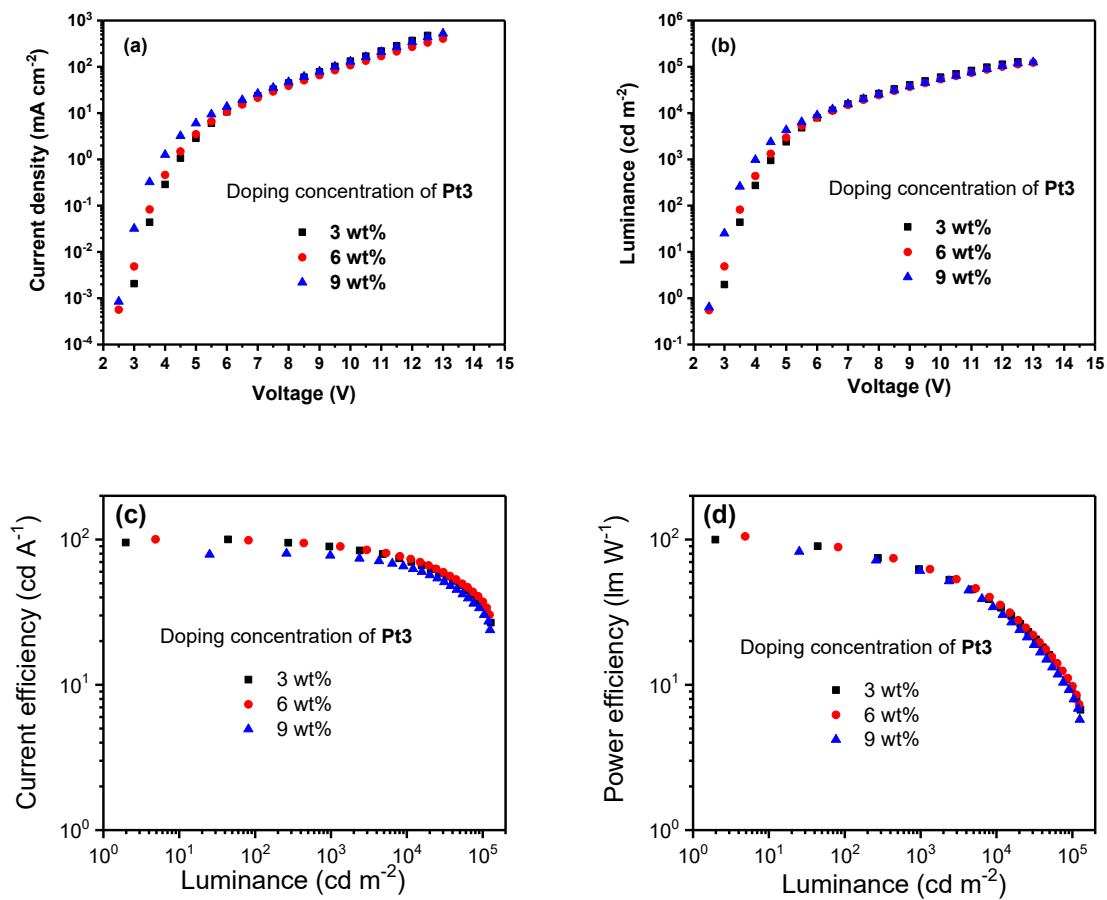 (a)
10³
10²
10¹
10⁰
10⁻¹
10⁻²
10⁻³
10⁻⁴
Current density (mA cm⁻²)
Doping concentration of Pt3
3 wt%
6 wt%
9 wt%
2 3 4 5 6 7 8 9 10 11 12 13 14 15
Voltage (V)
(b)
10⁶
10⁵
10⁴
10³
10²
10¹
10⁰
10⁻¹
Luminance (cd m⁻²)
Doping concentration of Pt3
3 wt%
6 wt%
9 wt%
2 3 4 5 6 7 8 9 10 11 12 13 14 15
Voltage (V)
(c)
10²
10¹
10⁰
Current efficiency (cd A⁻¹)
Doping concentration of Pt3
3 wt%
6 wt%
9 wt%
10⁰ 10¹ 10² 10³ 10⁴ 10⁵
Luminance (cd m⁻²)
(d)
10²
10¹
10⁰
Power efficiency (lm W⁻¹)
Doping concentration of Pt3
3 wt%
6 wt%
9 wt%
10⁰ 10¹ 10² 10³ 10⁴ 10⁵
Luminance (cd m⁻²)